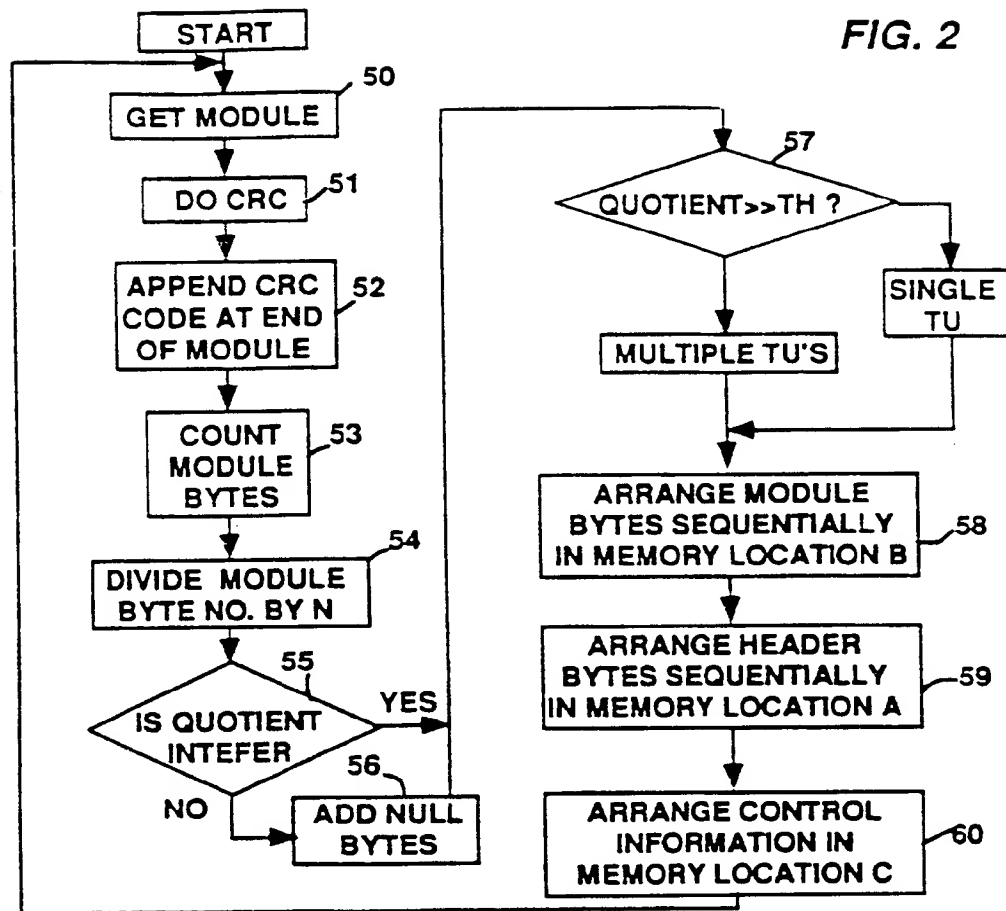 FIG. 2
START
50
GET MODULE
51
DO CRC
52
APPEND CRC
CODE AT END
OF MODULE
53
COUNT
MODULE
BYTES
54
DIVIDE MODULE
BYTE NO. BY N
55
IS QUOTIENT
INTEFER
YES
NO
56
ADD NULL
BYTES
57
QUOTIENT>>TH ?
SINGLE
TU
MULTIPLE TU'S
ARRANGE MODULE
BYTES SEQUENTIALLY
IN MEMORY LOCATION B
58
ARRANGE HEADER
BYTES SEQUENTIALLY
IN MEMORY LOCATION A
59
ARRANGE CONTROL
INFORMATION IN
MEMORY LOCATION C
60